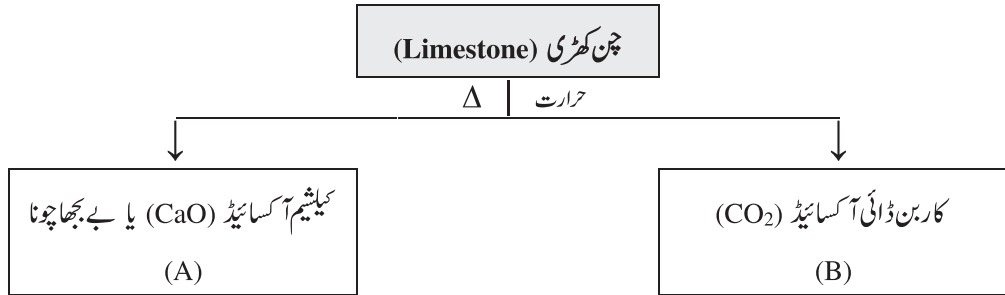 چن کھڑی (Limestone)
Δ حرارت
کیلشیم آکسائیڈ (CaO) یا بے بجھا چونا
(A)
کاربن ڈائی آکسائیڈ (CO₂)
(B)